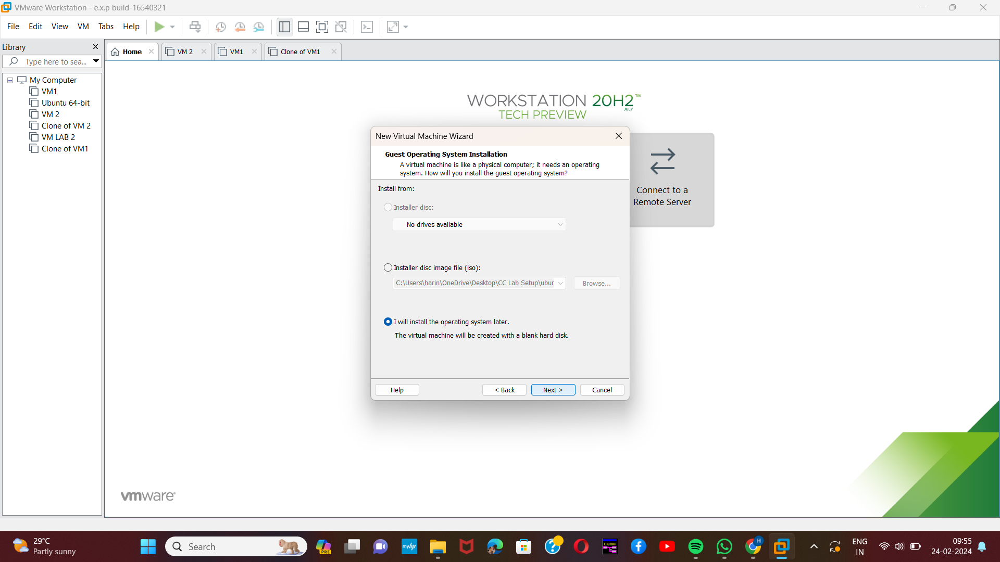 VMware Workstation - e.x.p build-16540321
File Edit View VM Tabs Help
Library
Type here to sea...
My Computer
VM1
Ubuntu 64-bit
VM 2
Clone of VM 2
VM LAB 2
Clone of VM1
Home VM 2 VM1 Clone of VM1
WORKSTATION 20H2™
JULY
TECH PREVIEW
New Virtual Machine Wizard
Guest Operating System Installation
A virtual machine is like a physical computer; it needs an operating
system. How will you install the guest operating system?
Install from:
Installer disc:
No drives available
Installer disc image file (iso):
C:\Users\harin\OneDrive\Desktop\CC Lab Setup\ubur
Browse...
I will install the operating system later.
The virtual machine will be created with a blank hard disk.
Help < Back Next > Cancel
Connect to a
Remote Server
vmware
29°C
Partly sunny
Search
PRE
myhp
DATA
H
ENG
IN
09:55
24-02-2024